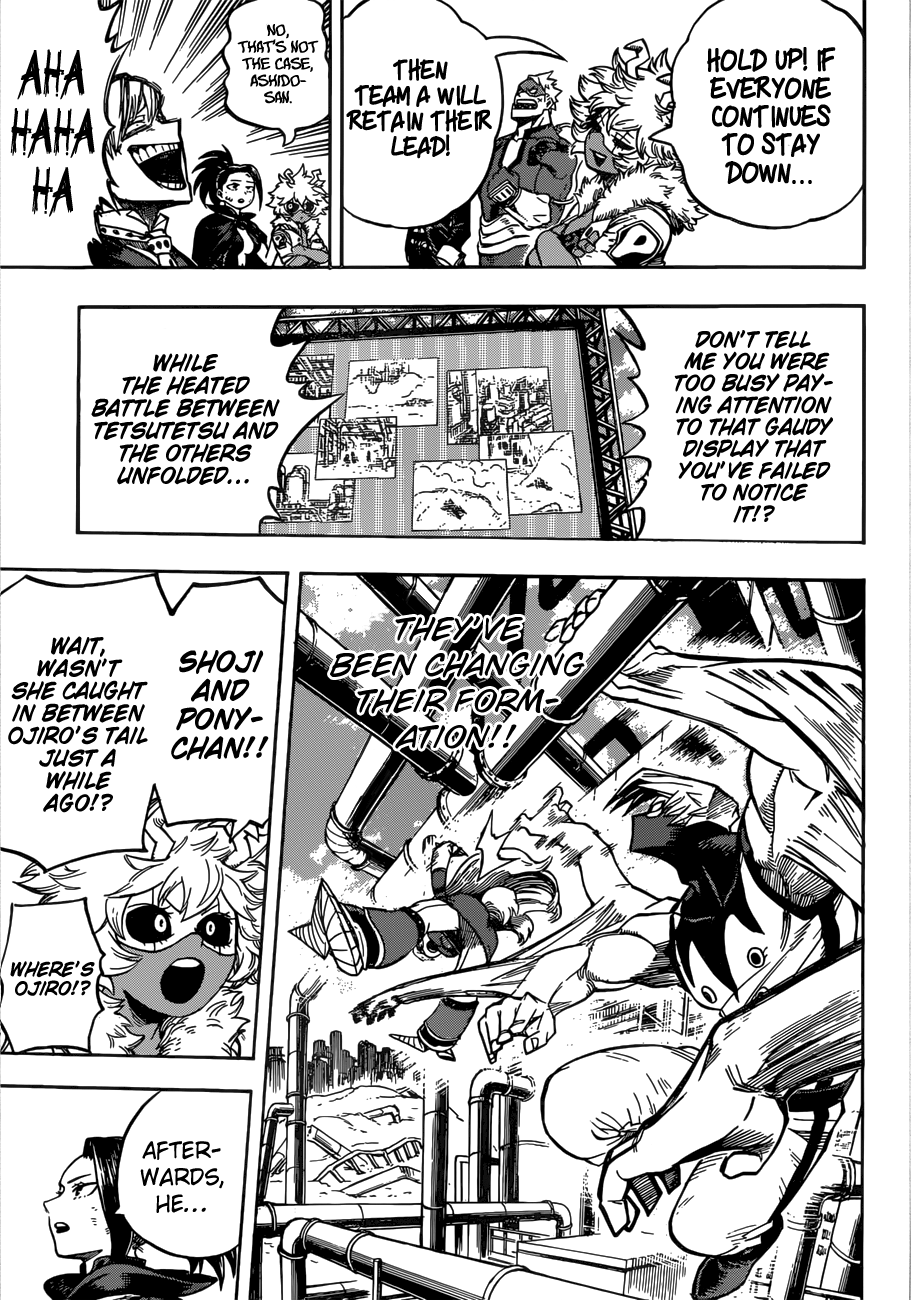 HOLD UP! IF
EVERYONE
CONTINUES
TO STAY
DOWN...
THEN
TEAM A WILL
RETAIN THEIR
LEAD!
NO,
THAT'S NOT
THE CASE,
ASHIDO-
SAN.
AHA
HAHA
HA
DON'T TELL
ME YOU WERE
TOO BUSY PAY-
ING ATTENTION
TO THAT GAUDY
DISPLAY THAT
YOU'VE FAILED
TO NOTICE
IT!?
WHILE
THE HEATED
BATTLE BETWEEN
TETSUTETSU AND
THE OTHERS
UNFOLDED...
THEY'VE
BEEN CHANGING
THEIR FORM-
ATION!!
SHOJI
AND
PONY-
CHAN!!
WAIT,
WASN'T
SHE CAUGHT
IN BETWEEN
OJIRO'S TAIL
JUST A
WHILE
AGO!?
WHERE'S
OJIRO!?
AFTER-
WARDS,
HE...